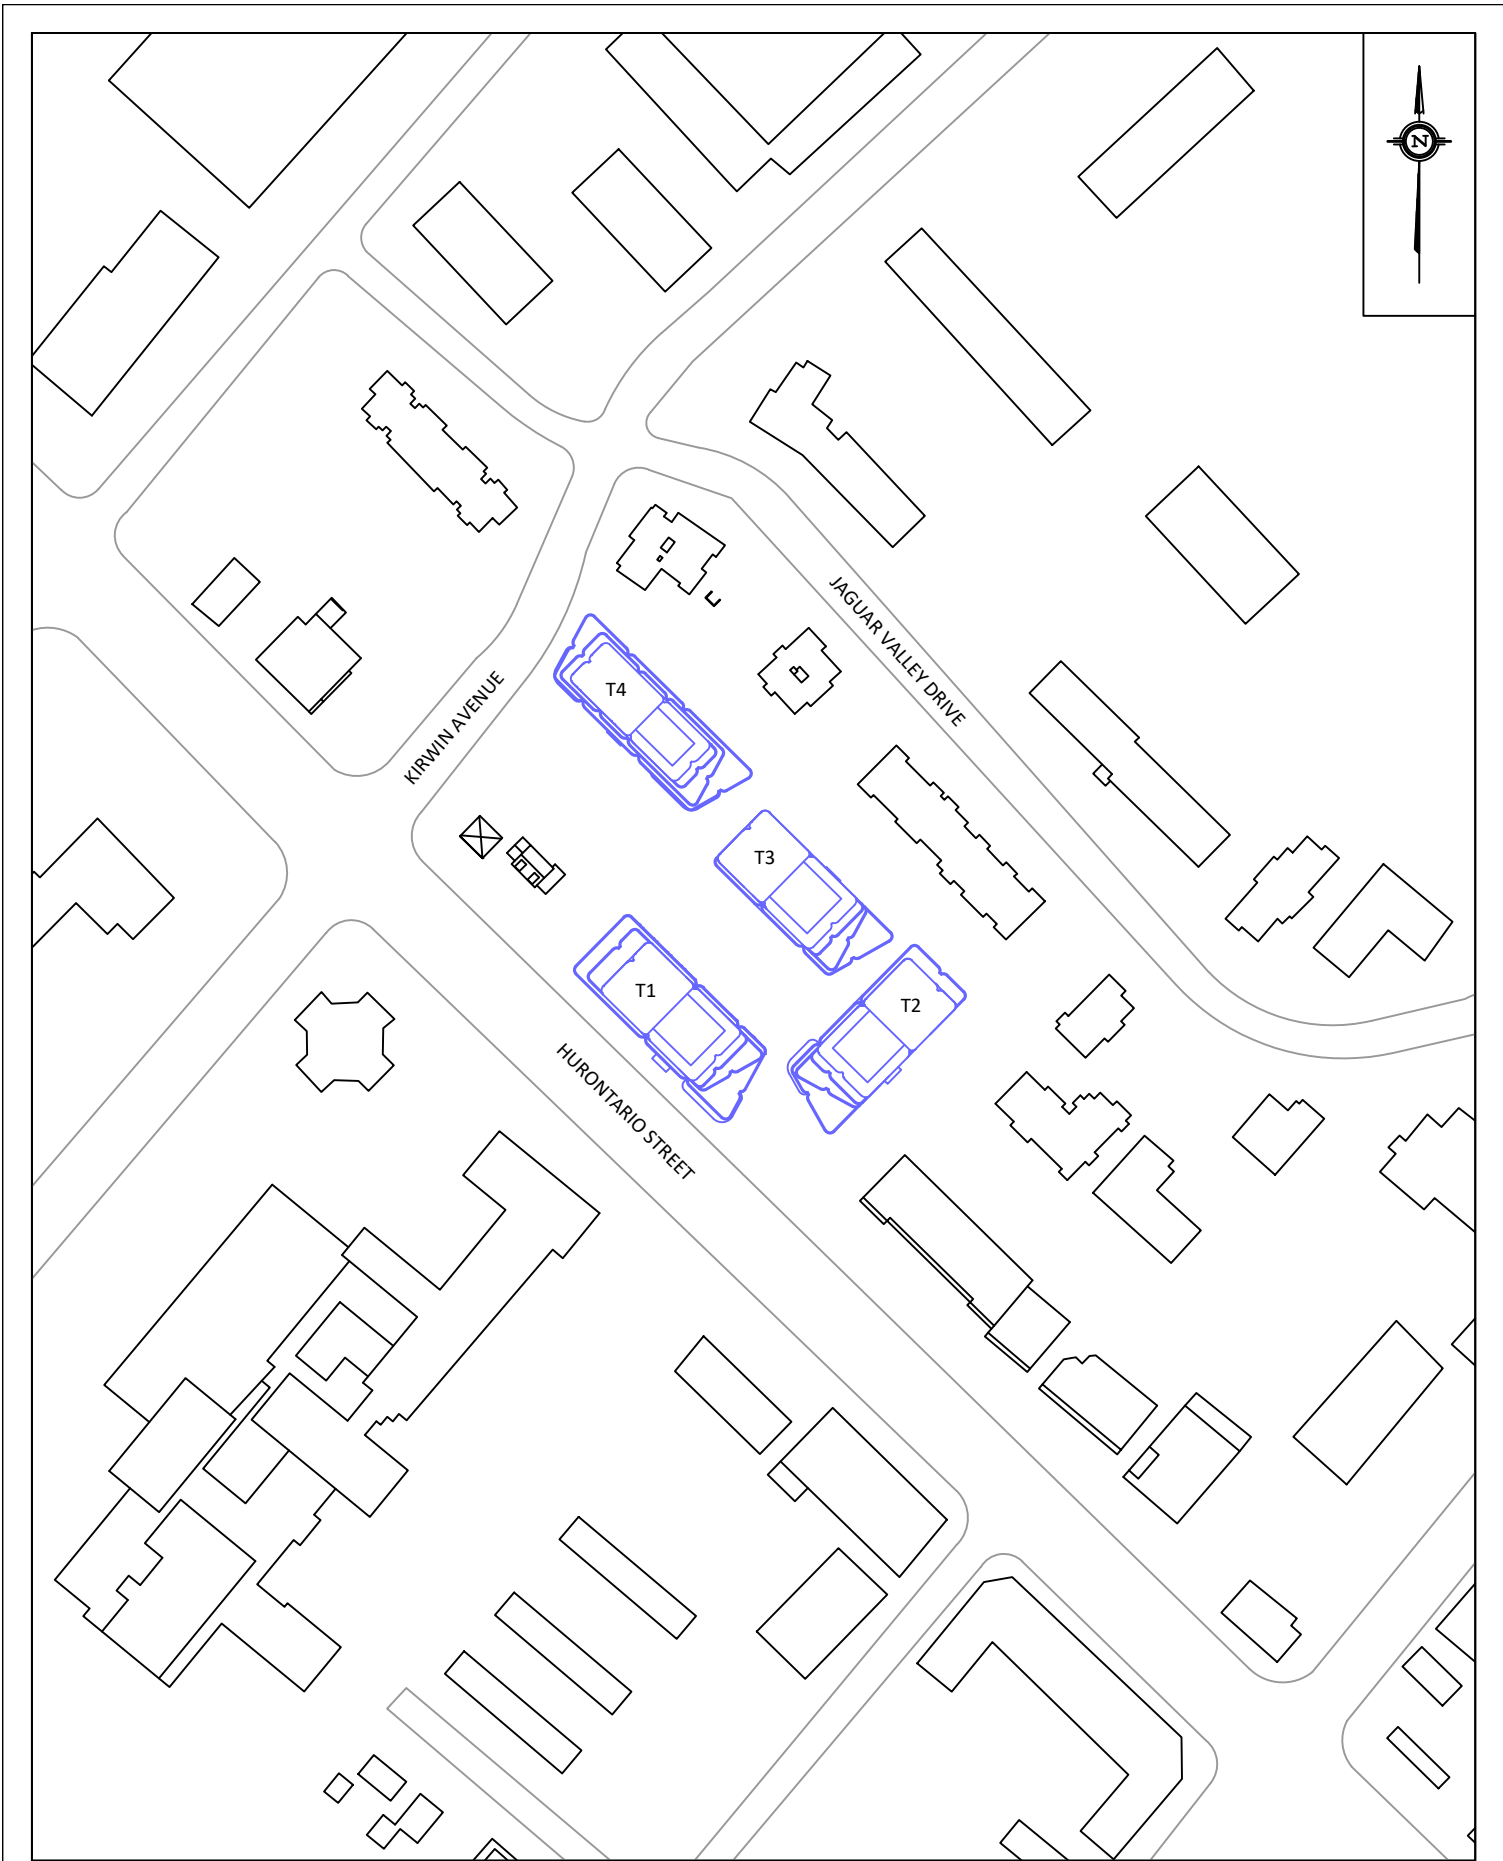 N
JAGUAR VALLEY DRIVE
T4
KIRWIN AVENUE
T3
T1
T2
HURONTARIO STREET